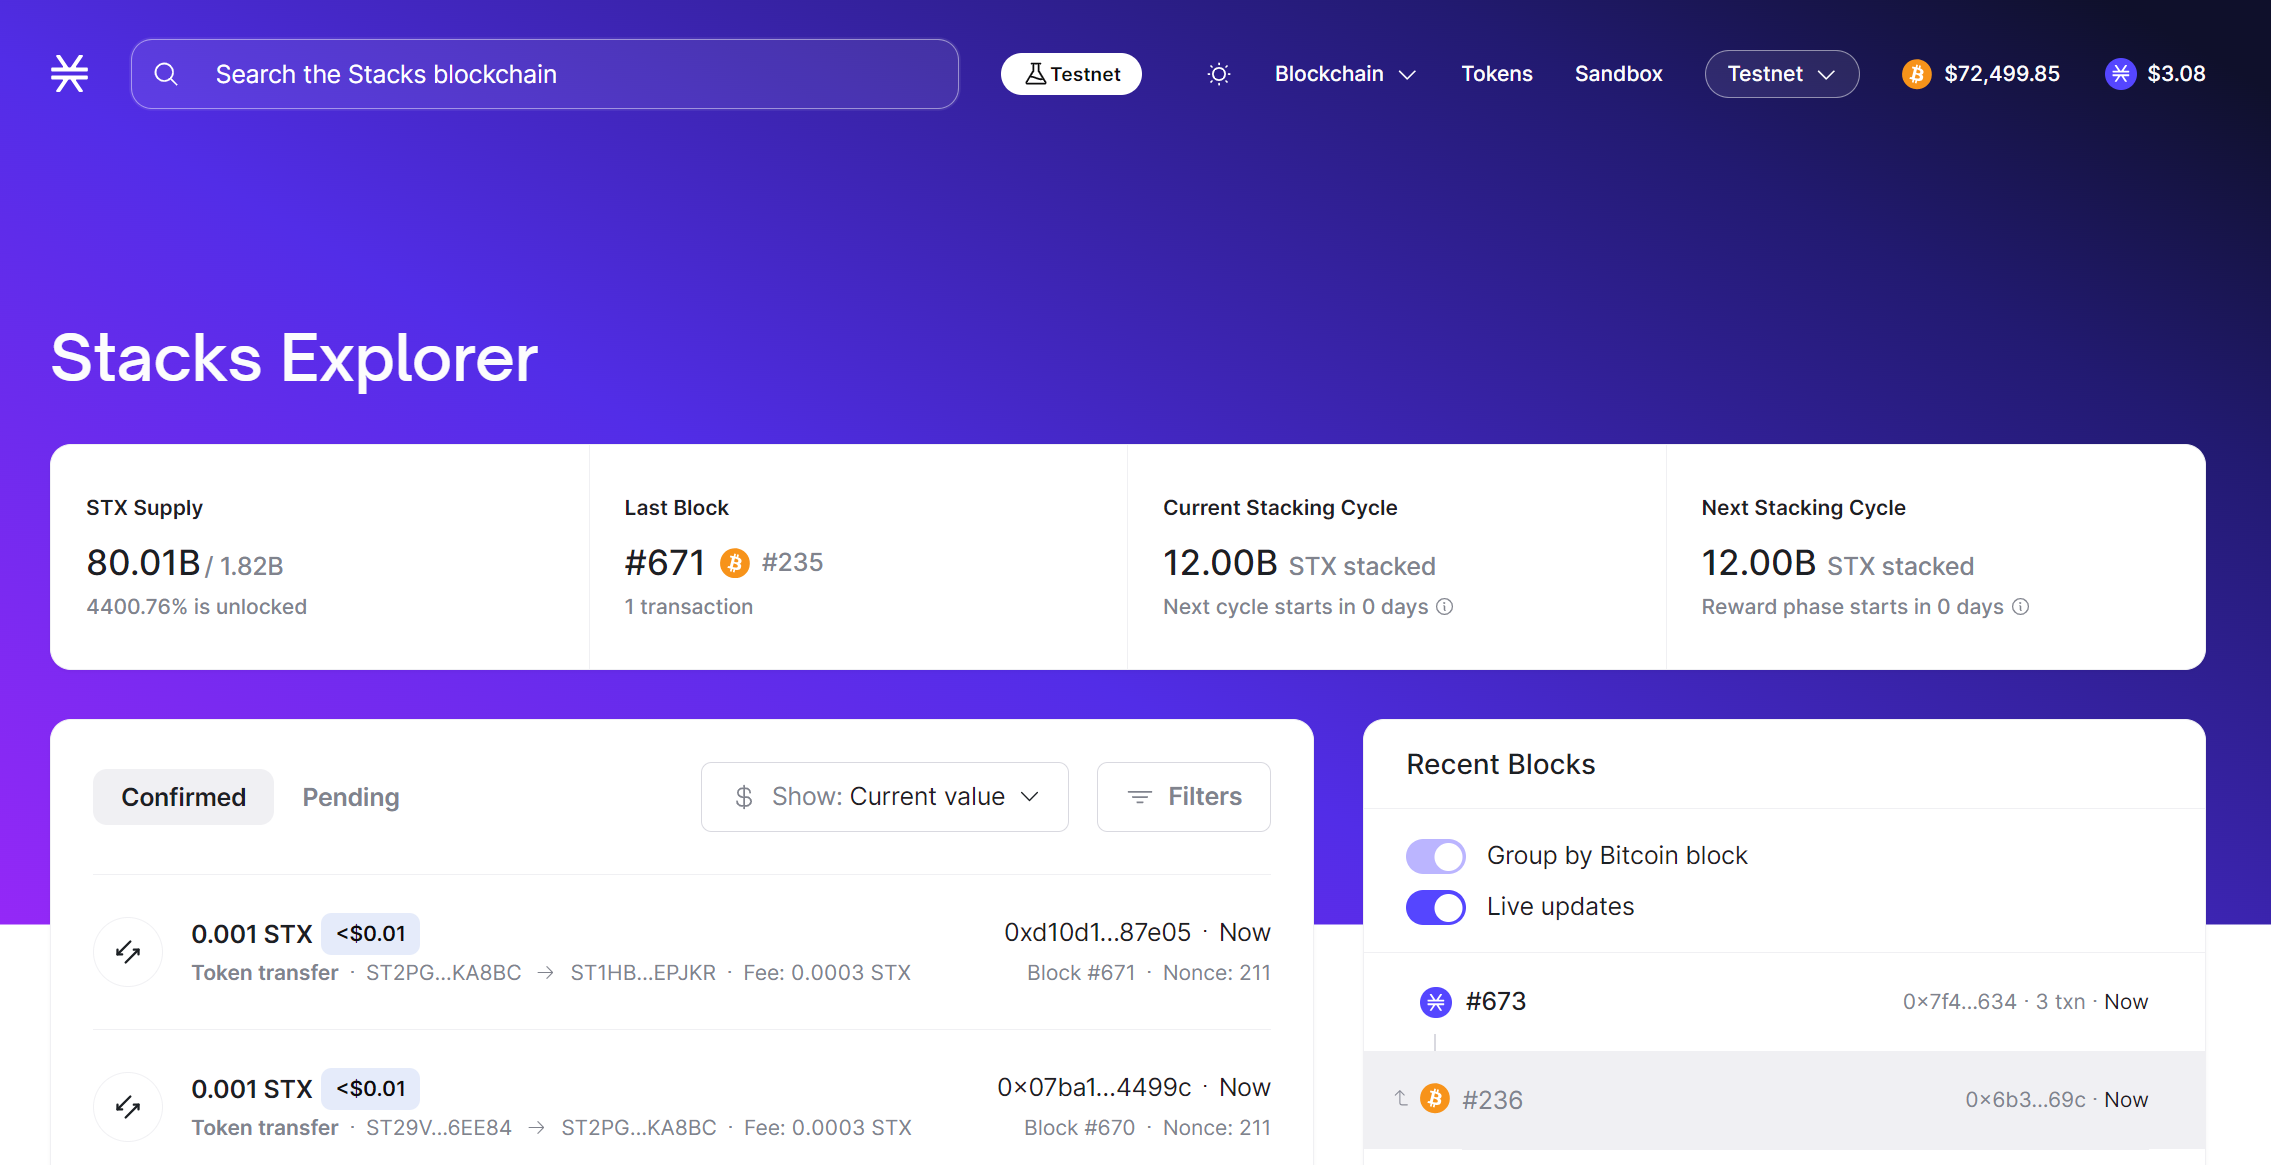 Search the Stacks blockchain
Testnet
Blockchain
Tokens
Sandbox
Testnet
$72,499.85
$3.08
Stacks Explorer
STX Supply
80.01B / 1.82B
4400.76% is unlocked
Last Block
#671 #235
1 transaction
Current Stacking Cycle
12.00B STX stacked
Next cycle starts in 0 days
Next Stacking Cycle
12.00B STX stacked
Reward phase starts in 0 days
Confirmed
Pending
Show: Current value
Filters
0.001 STX <$0.01
0xd10d1...87e05 · Now
Token transfer · ST2PG...KA8BC → ST1HB...EPJKR · Fee: 0.0003 STX
Block #671 · Nonce: 211
0.001 STX <$0.01
0x07ba1...4499c · Now
Token transfer · ST29V...6EE84 → ST2PG...KA8BC · Fee: 0.0003 STX
Block #670 · Nonce: 211
Recent Blocks
Group by Bitcoin block
Live updates
#673
0x7f4...634 · 3 txn · Now
#236
0x6b3...69c · Now